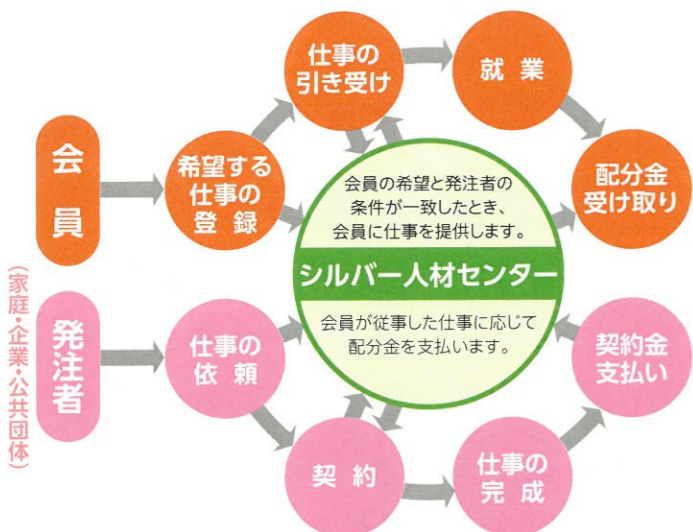 会員
希望する
仕事の
登録
仕事の
引き受け
就業
配分金
受け取り
会員の希望と発注者の
条件が一致したとき、
会員に仕事を提供します。
シルバー人材センター
会員が従事した仕事に応じて
配分金を支払います。
発注者
(家庭・企業・公共団体)
仕事の
依頼
契約
仕事の
完成
契約金
支払い